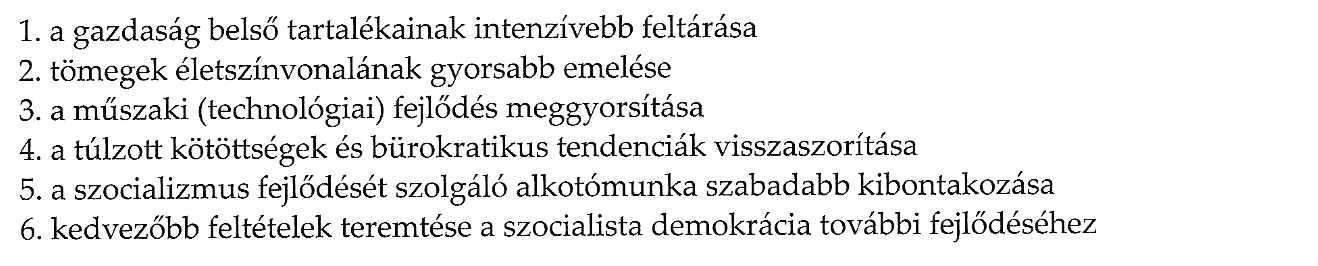 1. a gazdaság belső tartalékainak intenzívebb feltárása
2. tömegek életszínvonalának gyorsabb emelése
3. a műszaki (technológiai) fejlődés meggyorsítása
4. a túlzott kötöttségek és bürokratikus tendenciák visszaszorítása
5. a szocializmus fejlődését szolgáló alkotómunka szabadabb kibontakozása
6. kedvezőbb feltételek teremtése a szocialista demokrácia további fejlődéséhez